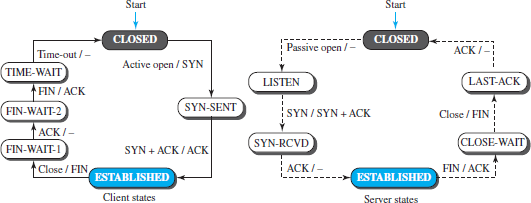 Start
CLOSED
Time-out / –
Active open / SYN
TIME-WAIT
FIN / ACK
SYN-SENT
FIN-WAIT-2
ACK / –
FIN-WAIT-1
SYN + ACK / ACK
Close / FIN
ESTABLISHED
Client states
Start
CLOSED
Passive open / –
ACK / –
LISTEN
LAST-ACK
SYN / SYN + ACK
Close / FIN
SYN-RCVD
CLOSE-WAIT
ACK / –
ESTABLISHED
FIN / ACK
Server states